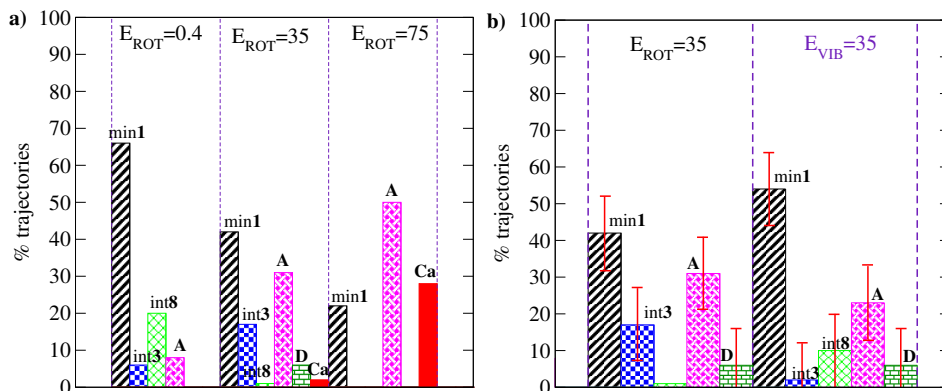 a)
% trajectories
100
90
80
70
60
50
40
30
20
10
0
E_ROT=0.4
E_ROT=35
E_ROT=75
min1
int3
int8
A
min1
int3
int8
A
D
Ca
min1
A
Ca
b)
% trajectories
100
90
80
70
60
50
40
30
20
10
0
E_ROT=35
E_VIB=35
min1
int3
A
D
min1
int3
int8
A
D